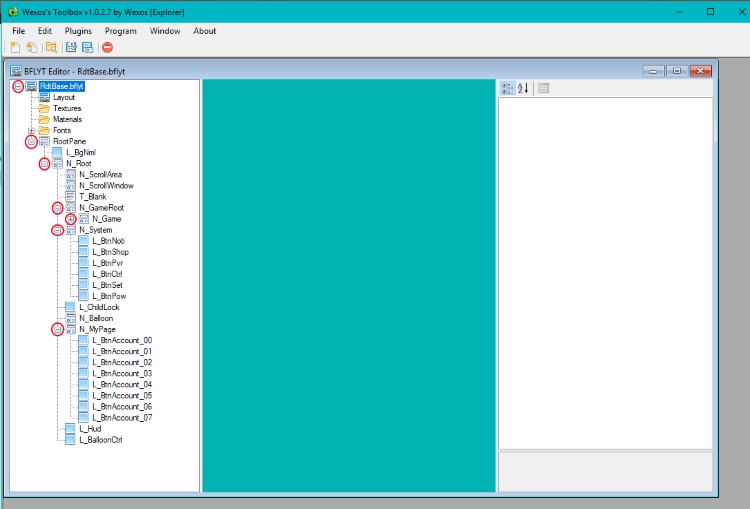 Wexos's Toolbox v1.0.2.7 by Wexos [Explorer]
File Edit Plugins Program Window About
BFLYT Editor - RdtBase.bflyt
RdtBase.bflyt
Layout
Textures
Materials
Fonts
RootPane
L_BgNml
N_Root
N_ScrollArea
N_ScrollWindow
T_Blank
N_GameRoot
N_Game
N_System
L_BtnNoti
L_BtnShop
L_BtnPvr
L_BtnCtrl
L_BtnSet
L_BtnPow
L_ChildLock
N_Balloon
N_MyPage
L_BtnAccount_00
L_BtnAccount_01
L_BtnAccount_02
L_BtnAccount_03
L_BtnAccount_04
L_BtnAccount_05
L_BtnAccount_06
L_BtnAccount_07
L_Hud
L_BalloonCtrl